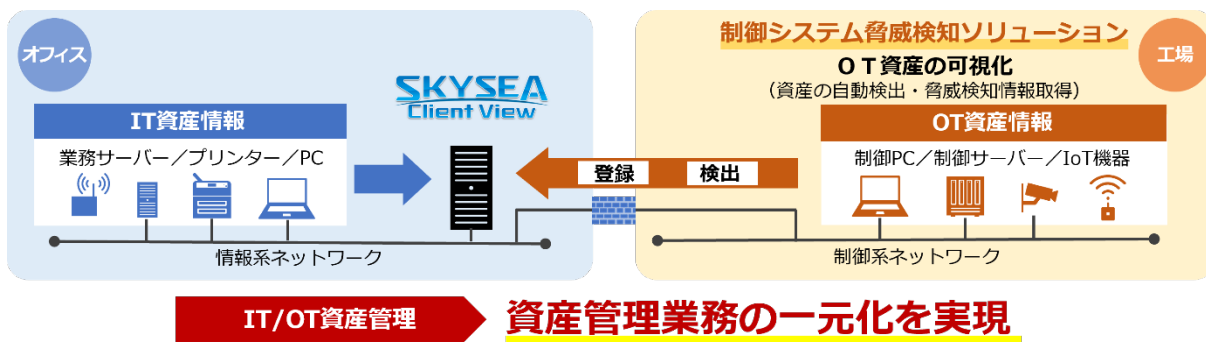 オフィス
SKYSEA
Client View
IT資産情報
業務サーバー／プリンター／PC
情報系ネットワーク
制御システム脅威検知ソリューション
ＯＴ資産の可視化
（資産の自動検出・脅威検知情報取得）
工場
OT資産情報
制御PC／制御サーバー／IoT機器
登録
検出
制御系ネットワーク
IT/OT資産管理
資産管理業務の一元化を実現